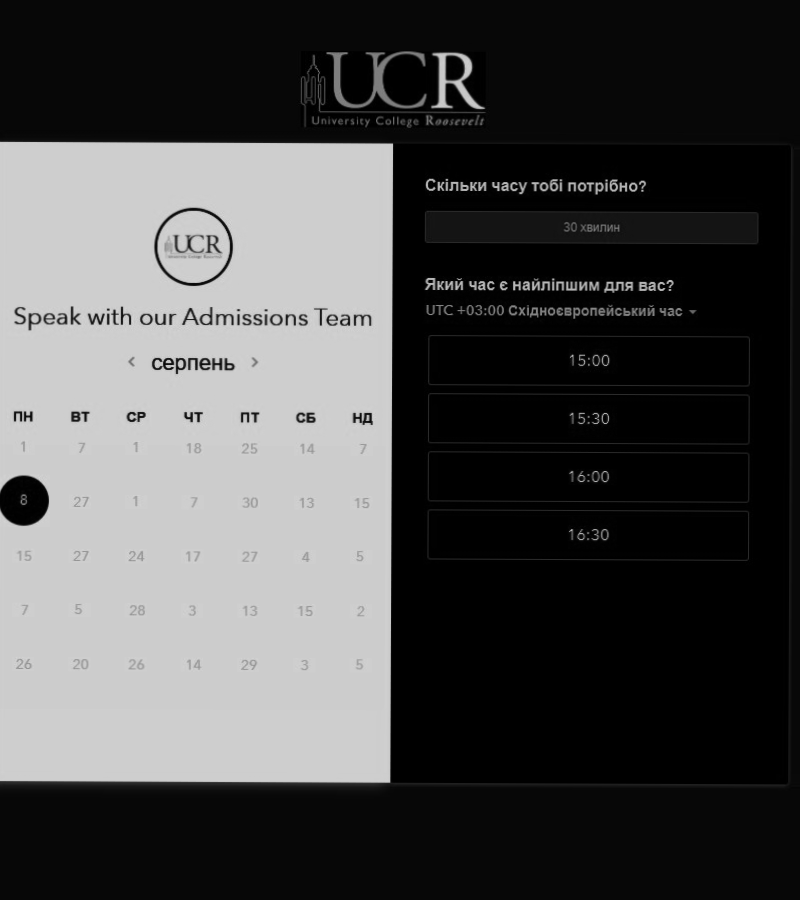 UCR
University College Roosevelt
UCR
University College Roosevelt
Speak with our Admissions Team
серпень
ПН ВТ СР ЧТ ПТ СБ НД
1 7 1 18 25 14 7
8 27 1 7 30 13 15
15 27 24 17 27 4 5
7 5 28 3 13 15 2
26 20 26 14 29 3 5
Скільки часу тобі потрібно?
30 хвилин
Який час є найліпшим для вас?
UTC +03:00 Східноєвропейський час
15:00
15:30
16:00
16:30